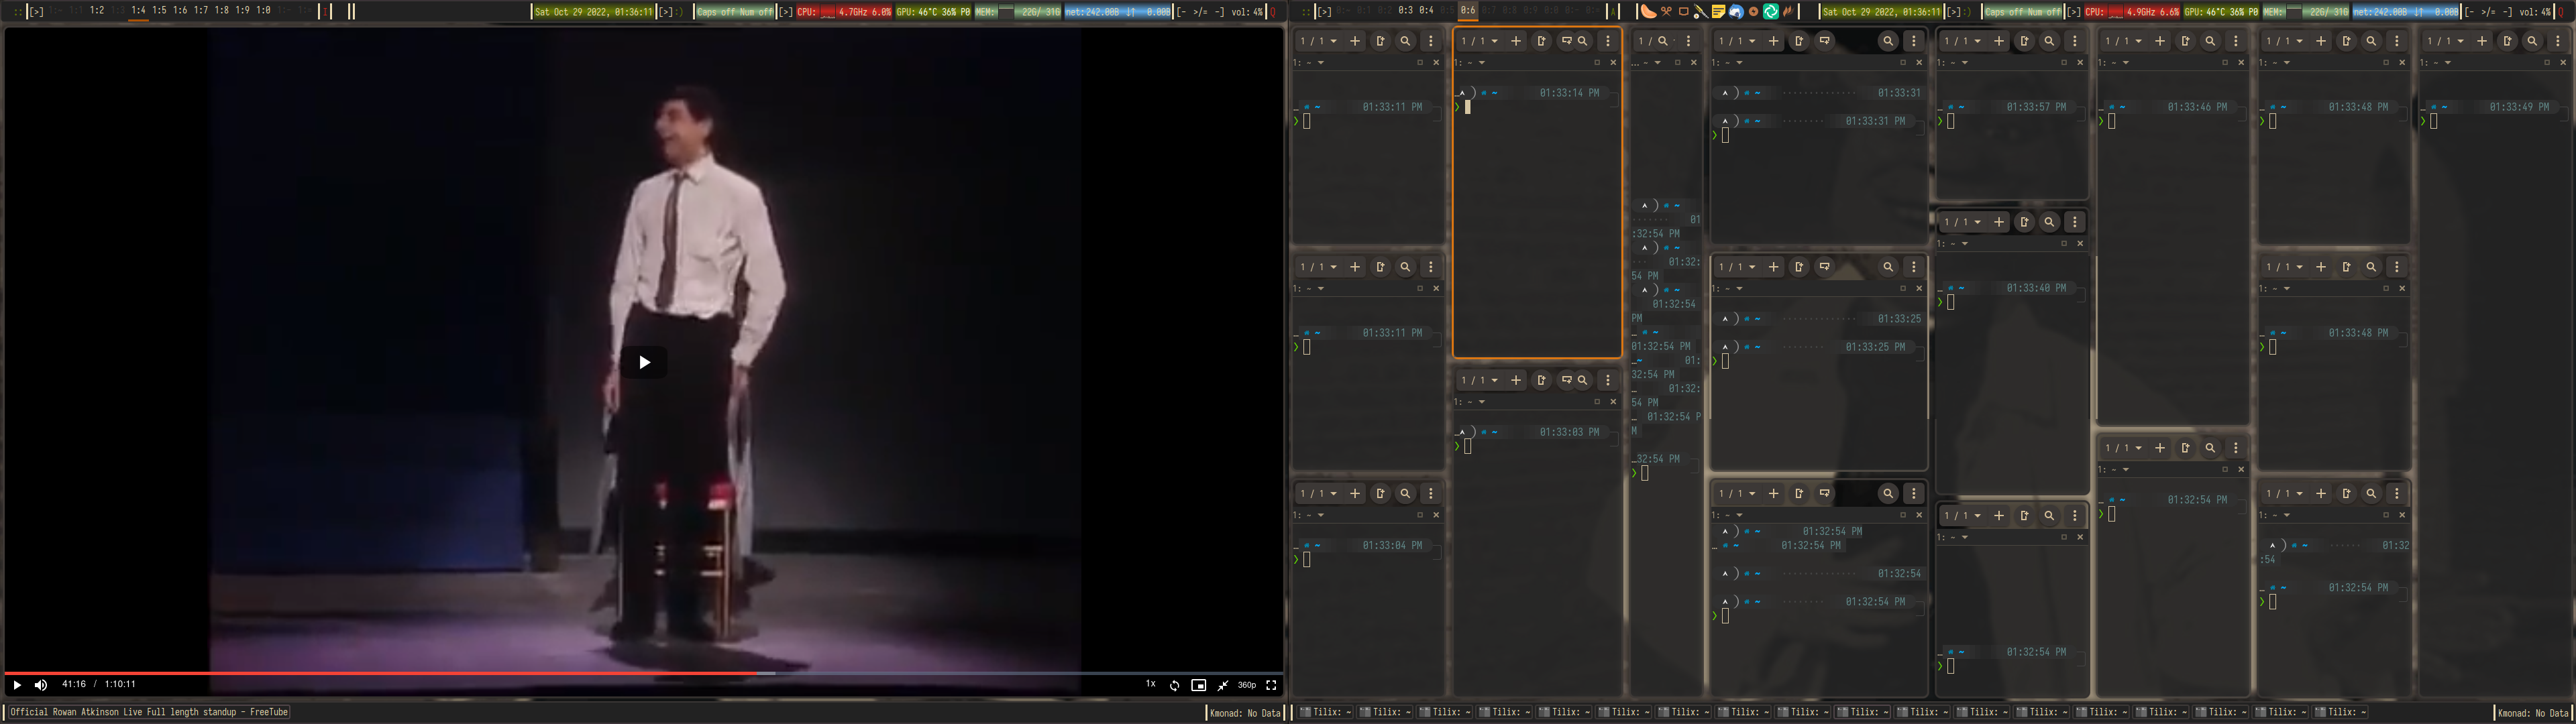 [>] 1:2 1:4 1:5 1:6 1:7 1:8 1:9 1:0
Sat Oct 29 2022, 01:36:11 [>]:) Caps off Num off [>] CPU: 4.7GHz 6.0% GPU: 46°C 36% P0 MEM: 22G/ 31G net:242.00B ↓↑ 0.00B [- >/= -] vol: 4%
[>] 0:3 0:4 0:6
Sat Oct 29 2022, 01:36:11 [>]:) Caps off Num off [>] CPU: 4.9GHz 6.6% GPU: 46°C 36% P0 MEM: 22G/ 31G net:242.00B ↓↑ 0.00B [- >/= -] vol: 4%
41:16 / 1:10:11
1x 360p
Official Rowan Atkinson Live Full length standup - FreeTube
Kmonad: No Data
1 / 1
1: ~
~ 01:33:11 PM
1 / 1
1: ~
~ 01:33:11 PM
1 / 1
1: ~
~ 01:33:04 PM
1 / 1
1: ~
~ 01:33:14 PM
1 / 1
1: ~
~ 01:33:03 PM
1 /
... ~
~
01
:32:54 PM
~
01:32:
54 PM
~
01:32:54
PM
~
01:32:54 PM
~ 01:
32:54 PM
01:32:
54 PM
01:32:54 P
M
32:54 PM
1 / 1
1: ~
~ 01:33:31
~ 01:33:31 PM
1 / 1
1: ~
~ 01:33:25
~ 01:33:25 PM
1 / 1
1: ~
~ 01:32:54 PM
~ 01:32:54 PM
~ 01:32:54
~ 01:32:54 PM
1 / 1
1: ~
~ 01:33:57 PM
1 / 1
1: ~
~ 01:33:40 PM
1 / 1
1: ~
~ 01:32:54 PM
1 / 1
1: ~
~ 01:33:46 PM
1 / 1
1: ~
~ 01:32:54 PM
1 / 1
1: ~
~ 01:33:48 PM
1 / 1
1: ~
~ 01:33:48 PM
1 / 1
1: ~
~ 01:32
:54
~ 01:32:54 PM
1 / 1
1: ~
~ 01:33:49 PM
Tilix: ~ Tilix: ~ Tilix: ~ Tilix: ~ Tilix: ~ Tilix: ~ Tilix: ~ Tilix: ~ Tilix: ~ Tilix: ~ Tilix: ~ Tilix: ~ Tilix: ~ Tilix: ~ Tilix: ~ Tilix: ~ Tilix: ~ Tilix: ~
Kmonad: No Data